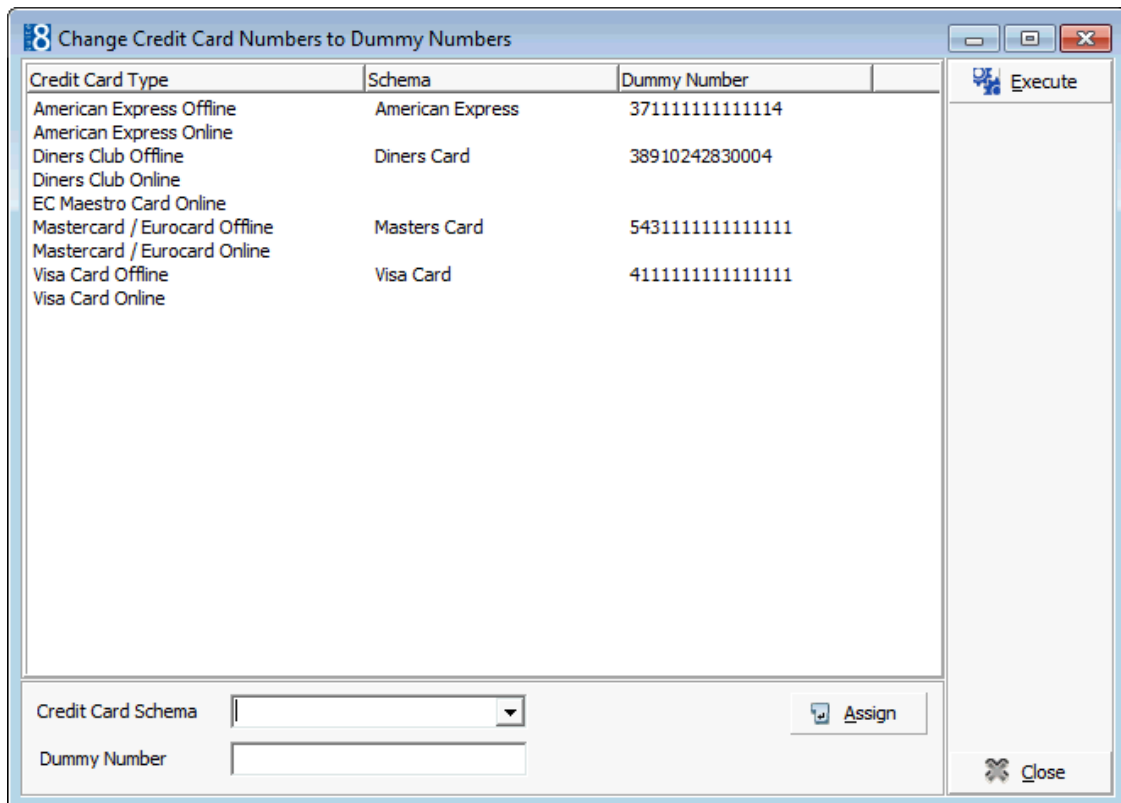 8 Change Credit Card Numbers to Dummy Numbers
Credit Card Type Schema Dummy Number
Execute
American Express Offline American Express 371111111111114
American Express Online
Diners Club Offline Diners Card 38910242830004
Diners Club Online
EC Maestro Card Online
Mastercard / Eurocard Offline Masters Card 5431111111111111
Mastercard / Eurocard Online
Visa Card Offline Visa Card 4111111111111111
Visa Card Online
Credit Card Schema
Assign
Dummy Number
Close